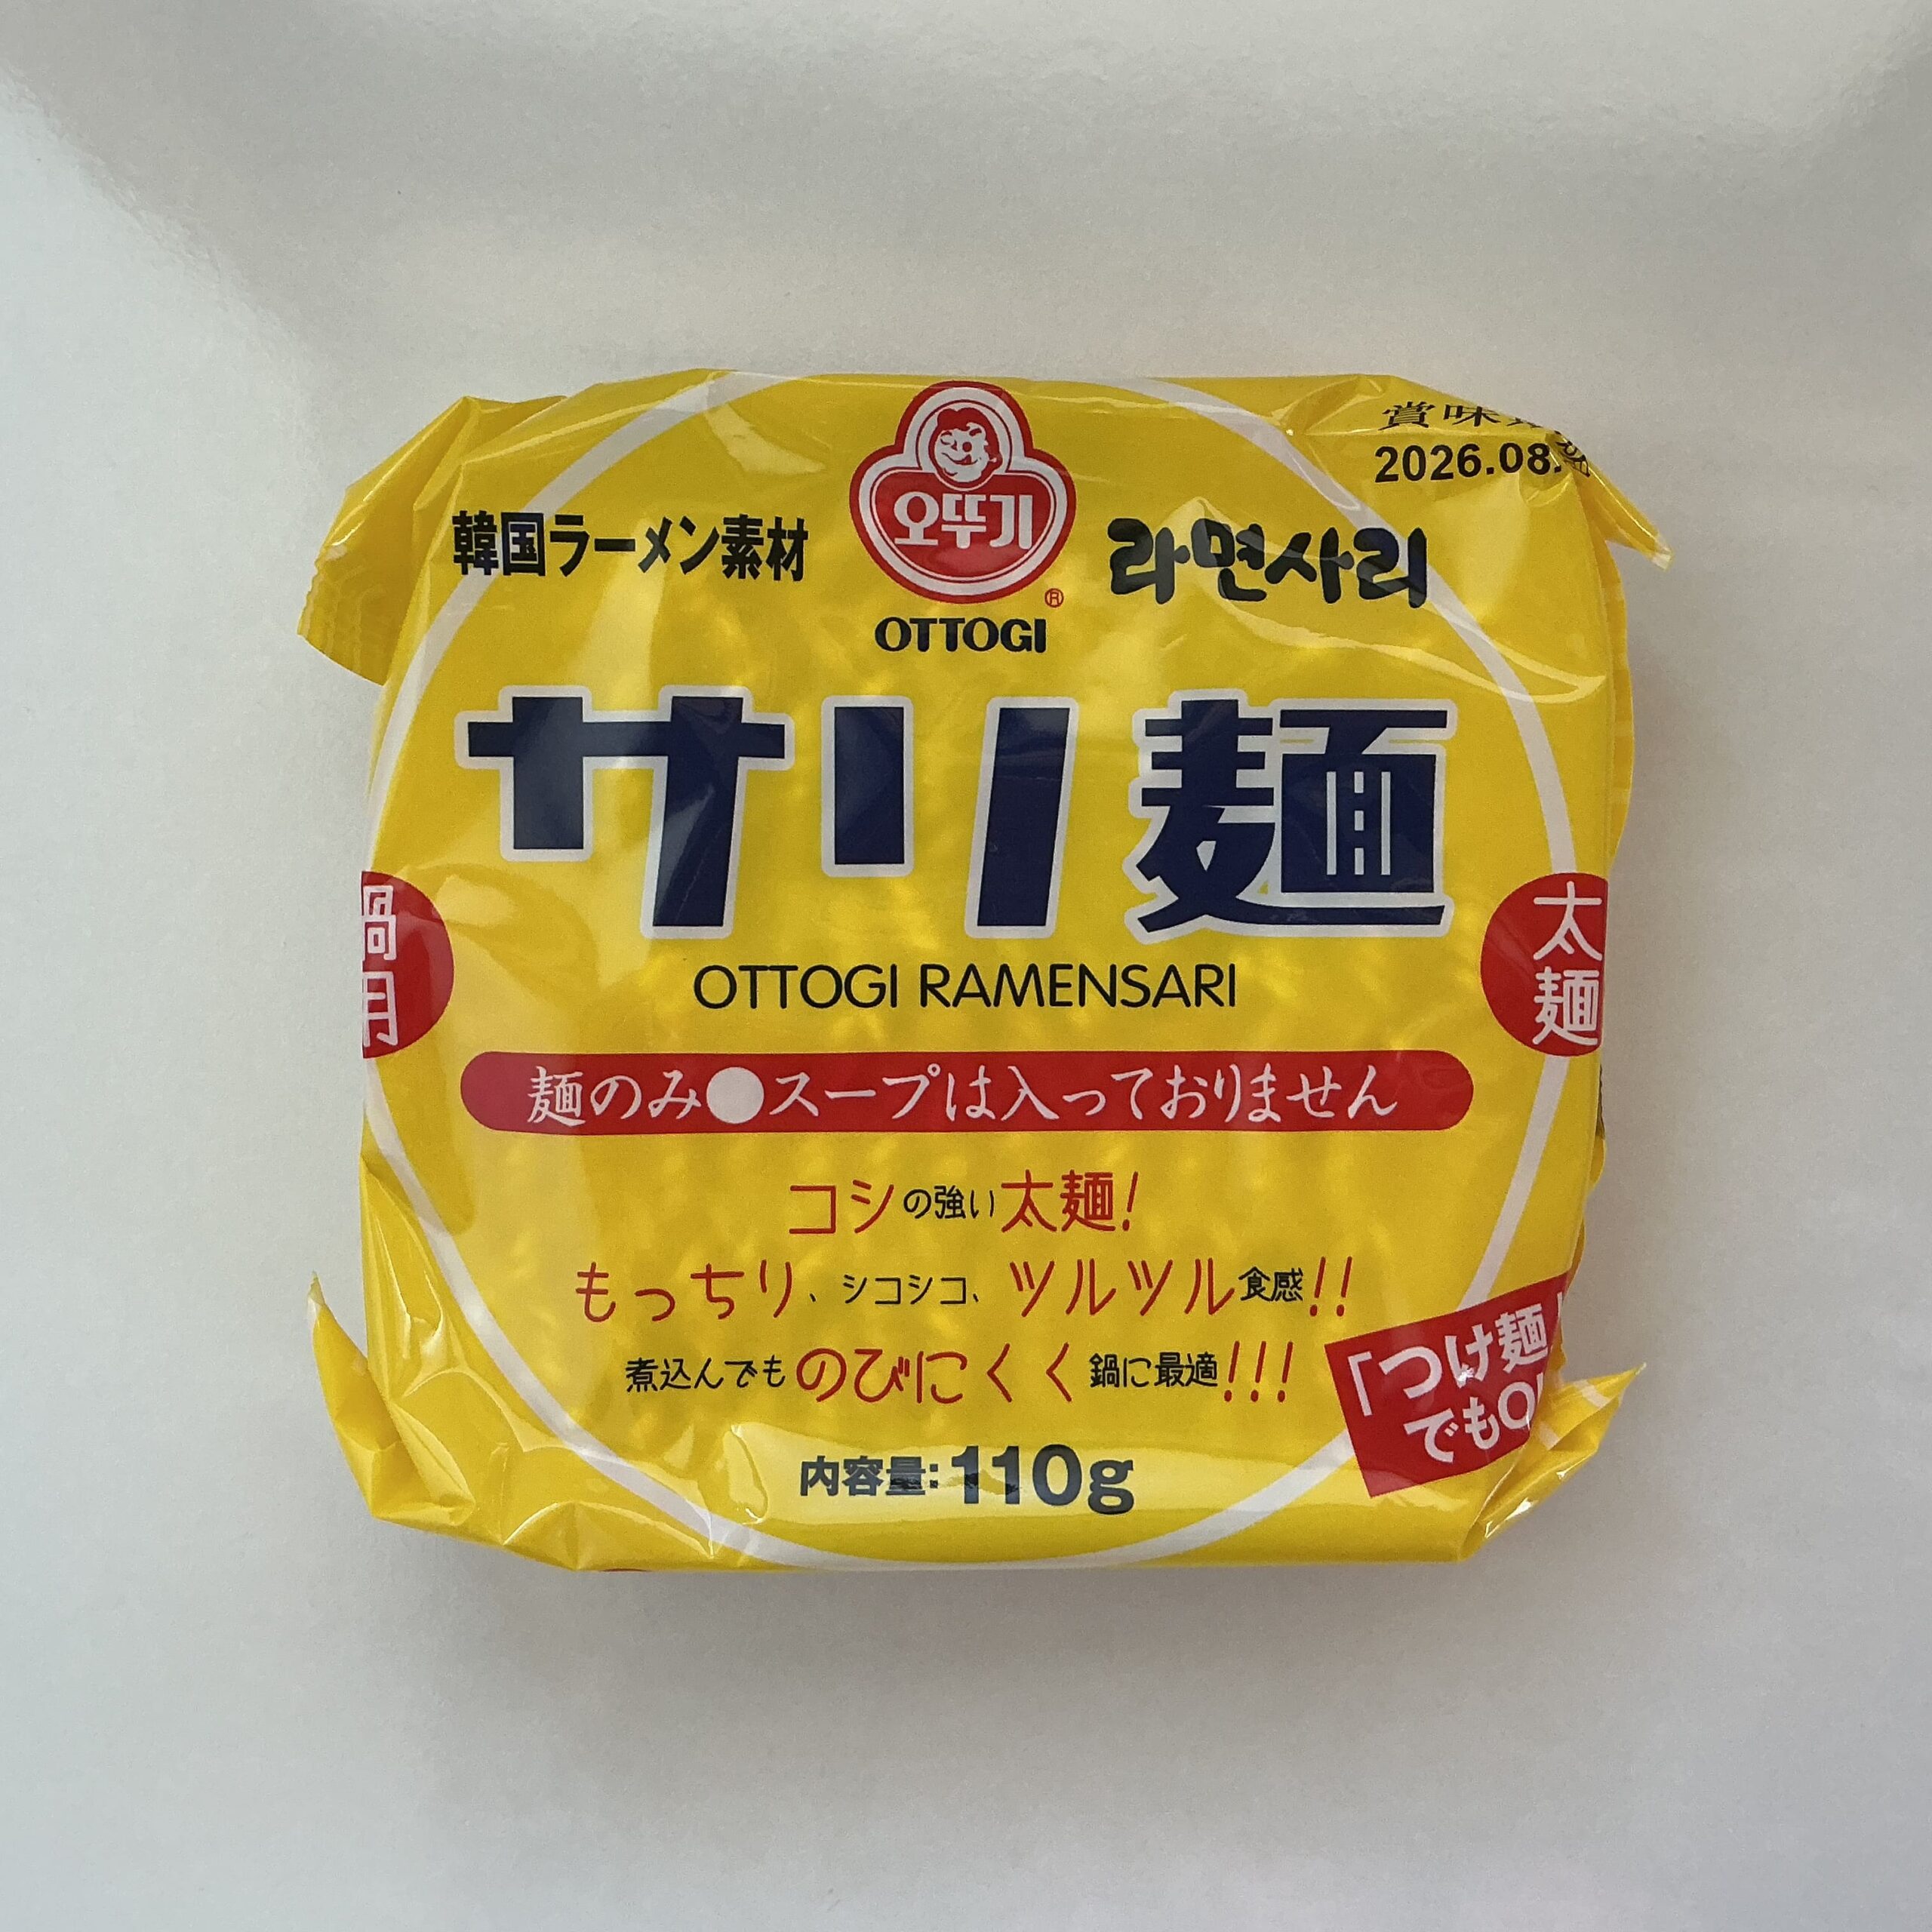 賞味
2026.08.
오뚜기
韓国ラーメン素材
라면사리
®
OTTOGI
サリ麺
OTTOGI RAMENSARI
鍋用
太麺
麺のみ●スープは入っておりません
コシの強い太麺!
もっちり、シコシコ、ツルツル食感!!
煮込んでものびにくく鍋に最適!!!
「つけ麺」
でもO
内容量:110g